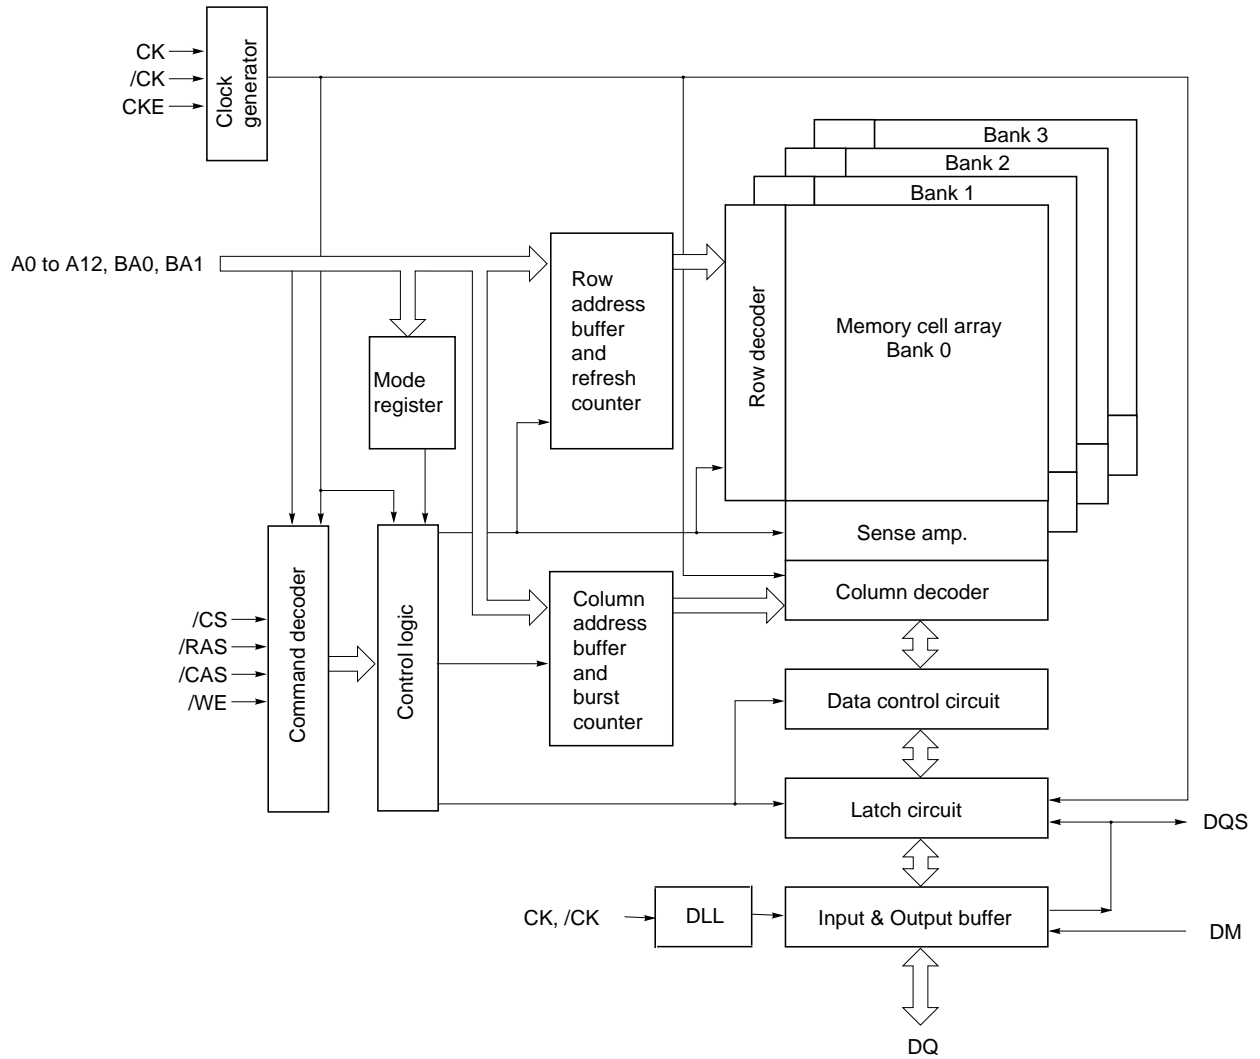 CK
/CK
CKE
Clock
generator
Bank 3
Bank 2
Bank 1
A0 to A12, BA0, BA1
Row
address
buffer
and
refresh
counter
Row decoder
Memory cell array
Bank 0
Mode
register
Sense amp.
Column decoder
Command decoder
Control logic
Column
address
buffer
and
burst
counter
/CS
/RAS
/CAS
/WE
Data control circuit
Latch circuit
DQS
CK, /CK
DLL
Input & Output buffer
DM
DQ